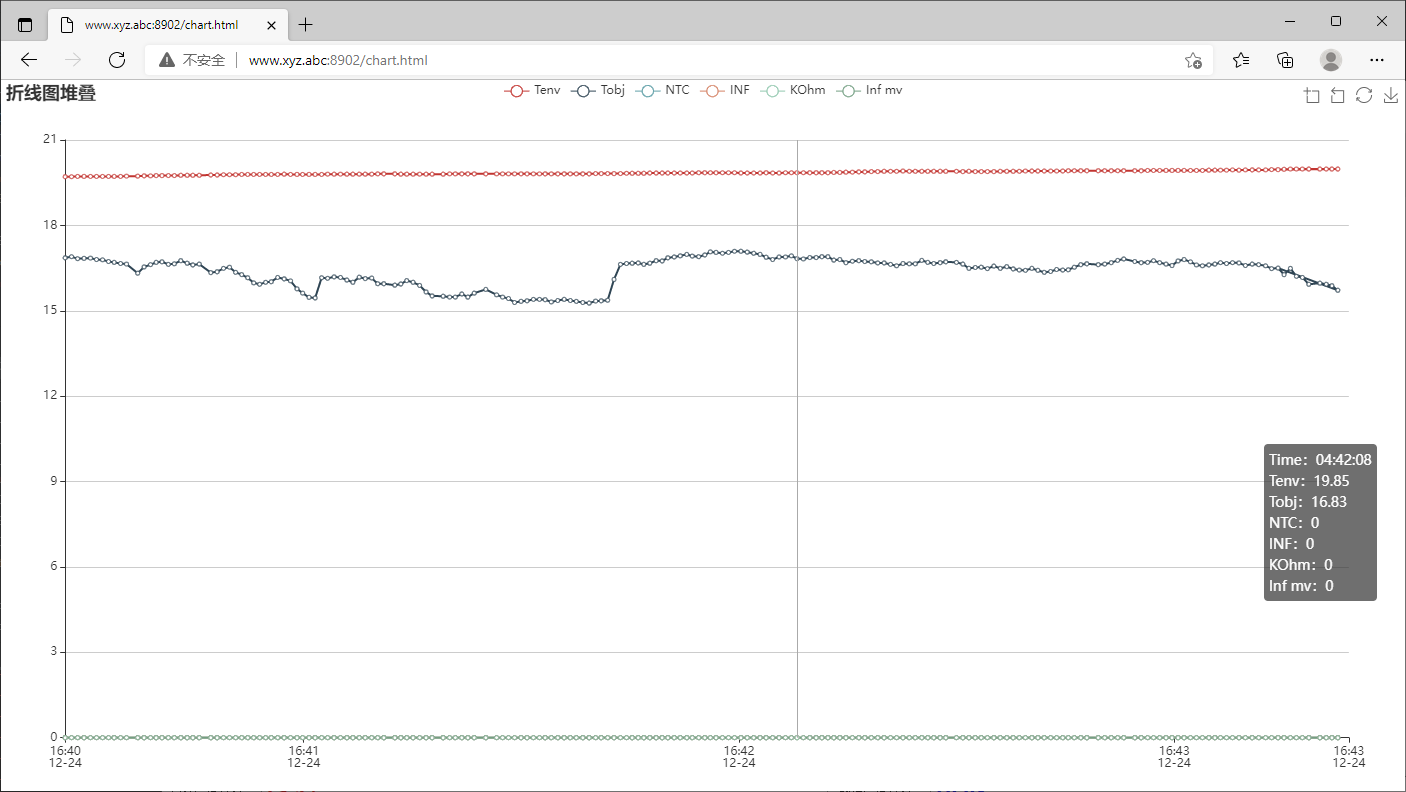 www.xyz.abc:8902/chart.html
不安全 www.xyz.abc:8902/chart.html
折线图堆叠
Tenv Tobj NTC INF KOhm Inf mv
21
18
15
12
9
6
3
0
Time：04:42:08
Tenv：19.85
Tobj：16.83
NTC：0
INF：0
KOhm：0
Inf mv：0
16:40 16:41 16:42 16:43 16:43
12-24 12-24 12-24 12-24 12-24